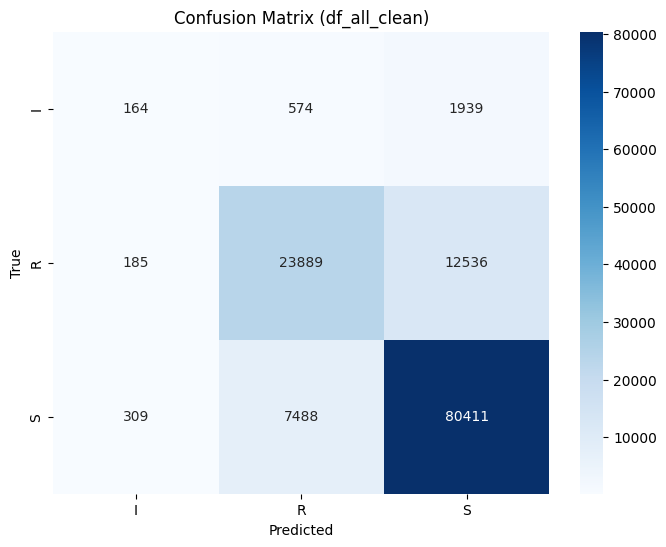 Confusion Matrix (df_all_clean)
I
164
574
1939
R
185
23889
12536
S
309
7488
80411
I
R
S
Predicted
True
80000
70000
60000
50000
40000
30000
20000
10000